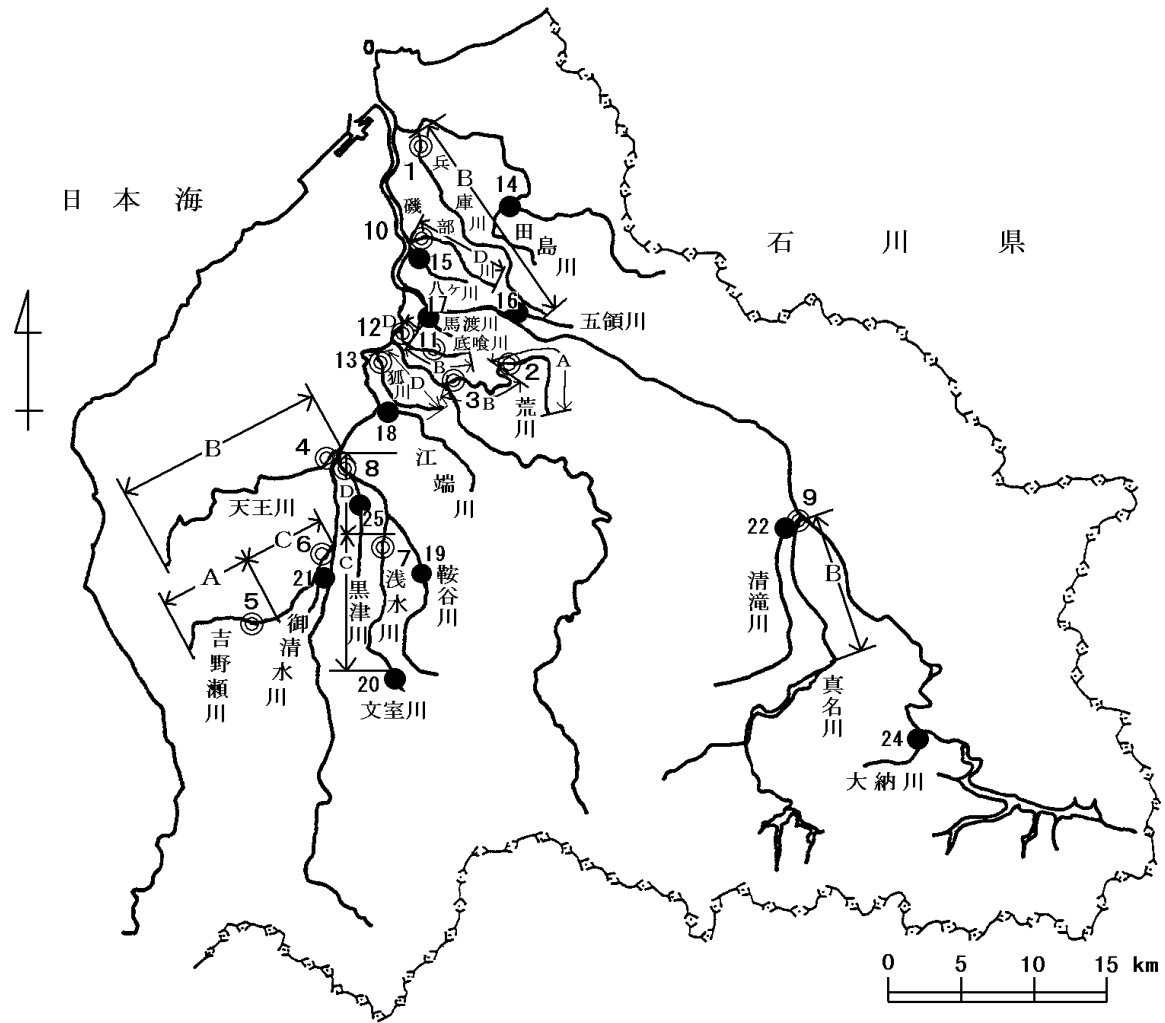 日本海
石川県
1
兵庫川
B
14
田島川
磯部川
10
D
15
八ケ川
16
五領川
17
馬渡川
12
D
11
底喰川
B
13
狐川
D
2
A
3
B
荒川
18
江端川
B
4
8
天王川
D
25
C
6
C
A
5
21
7
19
鞍谷川
浅水川
黒津川
御清水川
吉野瀬川
20
文室川
9
22
B
清滝川
真名川
24
大納川
0 5 10 15 km